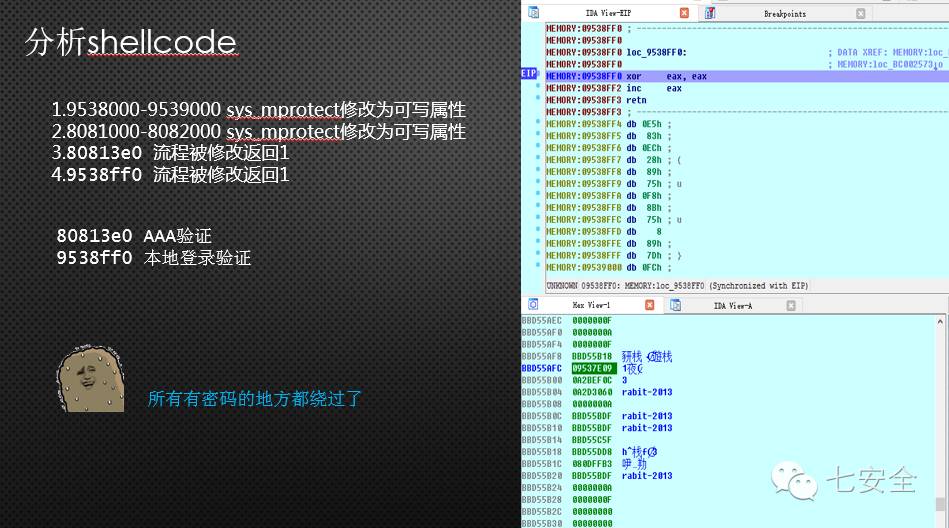 分析shellcode
1.9538000-9539000 sys_mprotect修改为可写属性
2.8081000-8082000 sys_mprotect修改为可写属性
3.80813e0 流程被修改返回1
4.9538ff0 流程被修改返回1
80813e0 AAA验证
9538ff0 本地登录验证
所有有密码的地方都绕过了
IDA View-EIP Breakpoints
MEMORY:09538FF0 ; ---------------------------------------
MEMORY:09538FF0
MEMORY:09538FF0 loc_9538FF0: ; DATA XREF: MEMORY:loc_
MEMORY:09538FF0 ; MEMORY:loc_BC002573↓o
EIP MEMORY:09538FF0 xor eax, eax
MEMORY:09538FF2 inc eax
MEMORY:09538FF3 retn
MEMORY:09538FF3 ; ---------------------------------------
MEMORY:09538FF4 db 0E5h ;
MEMORY:09538FF5 db 83h ;
MEMORY:09538FF6 db 0ECh ;
MEMORY:09538FF7 db 28h ; (
MEMORY:09538FF8 db 89h ;
MEMORY:09538FF9 db 75h ; u
MEMORY:09538FFA db 0F8h ;
MEMORY:09538FFB db 8Bh ;
MEMORY:09538FFC db 75h ; u
MEMORY:09538FFD db 8
MEMORY:09538FFE db 89h ;
MEMORY:09538FFF db 7Dh ; }
MEMORY:09539000 db 0FCh ;
UNKNOWN 09538FF0: MEMORY:loc_9538FF0 (Synchronized with EIP)
Hex View-1 IDA View-A
BBD55AEC 0000000F
BBD55AF0 0000000A
BBD55AF4 0000000F
BBD55AF8 BBD55B18
BBD55AFC 09537E09
BBD55B00 0A2BEF0C 3
BBD55B04 0A2D3060 rabit-2013
BBD55B08 0000000A
BBD55B0C BBD55BDF rabit-2013
BBD55B10 BBD55BDF rabit-2013
BBD55B14 BBD55C5F
BBD55B18 BBD55DD8
BBD55B1C 080DFFB3
BBD55B20 BBD55BDF rabit-2013
BBD55B24 0000000A
BBD55B28 0000000F
BBD55B2C 00000000
BBD55B30 00000000
七安全